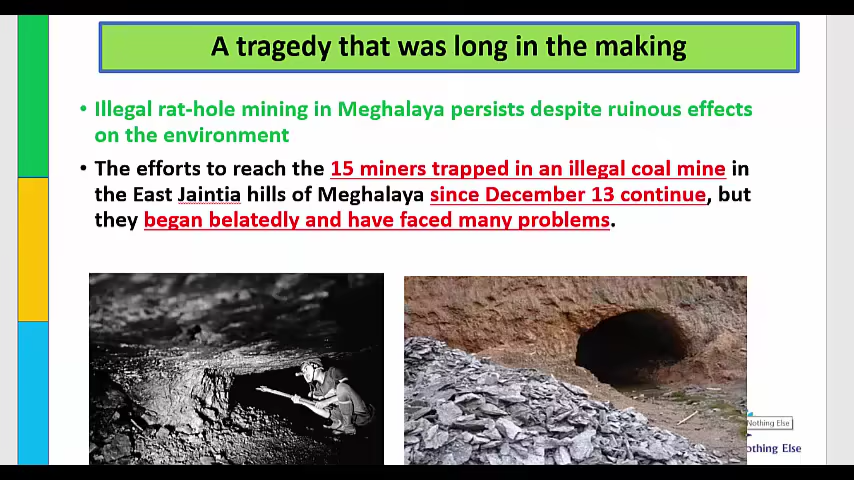 A tragedy that was long in the making
• Illegal rat-hole mining in Meghalaya persists despite ruinous effects
on the environment
• The efforts to reach the 15 miners trapped in an illegal coal mine in
the East Jaintia hills of Meghalaya since December 13 continue, but
they began belatedly and have faced many problems.
Nothing Else
othing Else